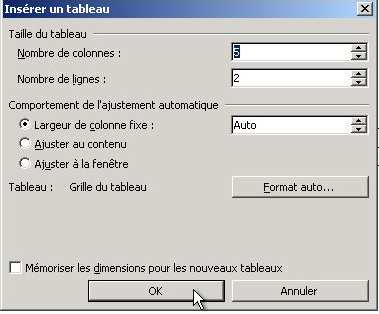 Insérer un tableau
Taille du tableau
Nombre de colonnes : 5
Nombre de lignes : 2
Comportement de l'ajustement automatique
Largeur de colonne fixe : Auto
Ajuster au contenu
Ajuster à la fenêtre
Tableau : Grille du tableau Format auto...
Mémoriser les dimensions pour les nouveaux tableaux
OK Annuler